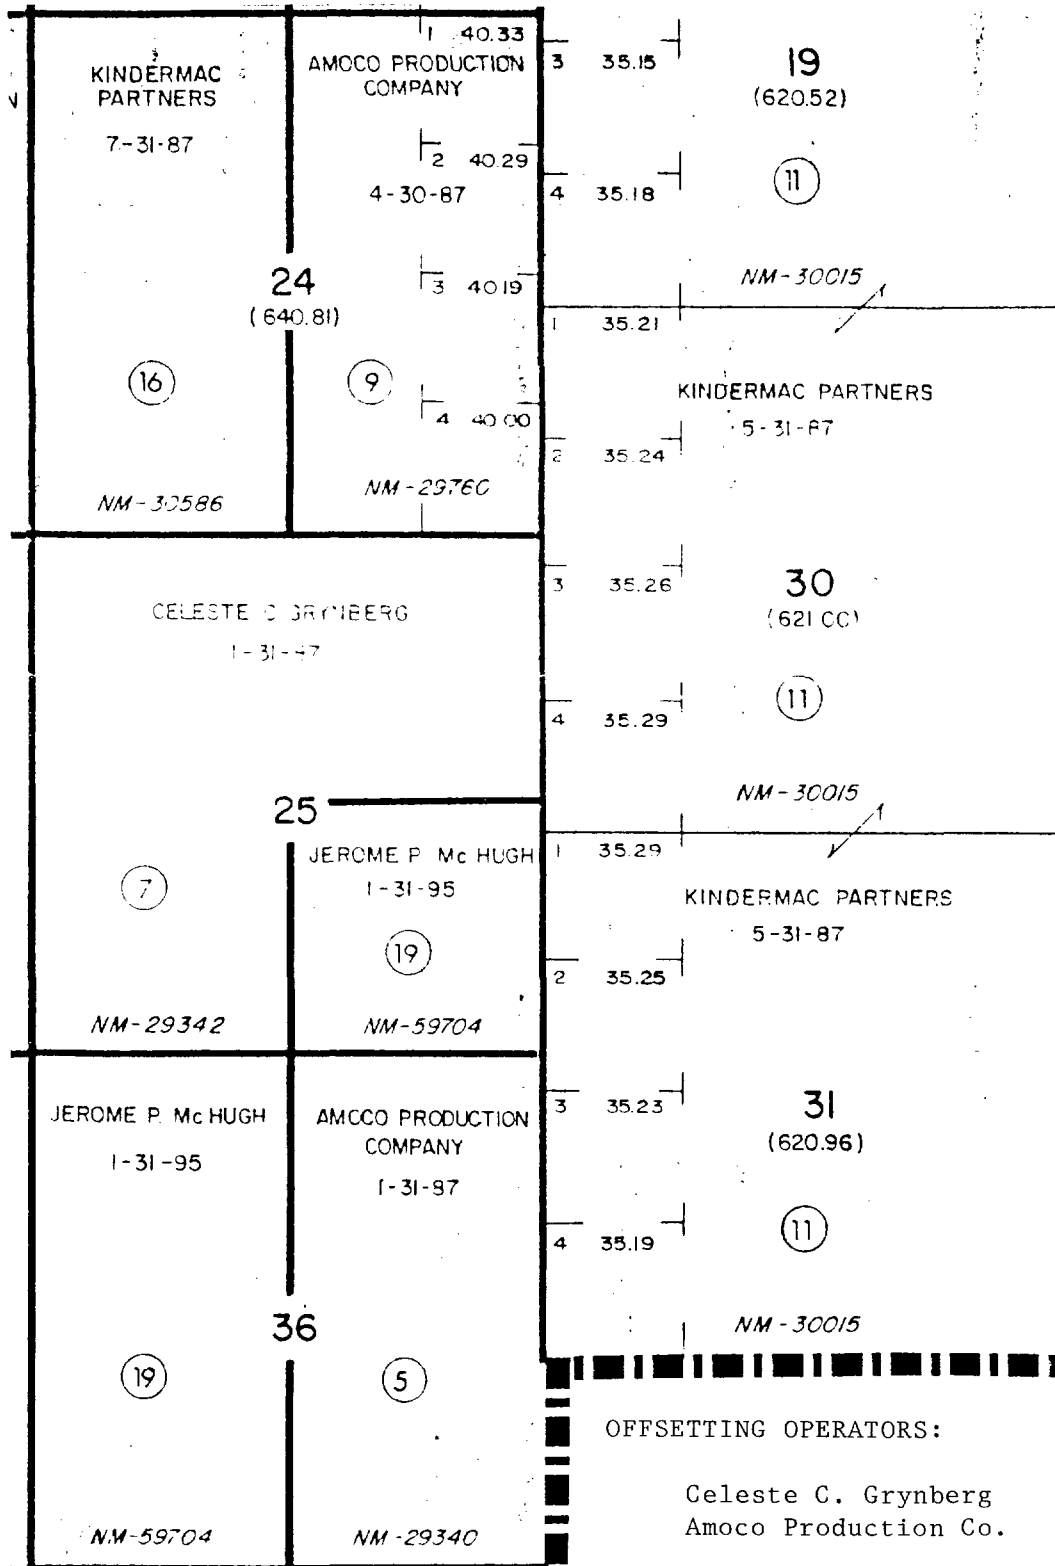 KINDERMAC
PARTNERS
7-31-87
24
(640.81)
16
NM-30586
AMOCO PRODUCTION
COMPANY
4-30-87
1 40.33
2 40.29
3 40.19
4 40.00
9
NM-29760
3 35.15
4 35.18
19
(620.52)
11
NM-30015
CELESTE C GRYNBERG
25
7
NM-29342
JEROME P. Mc HUGH
1-31-95
19
NM-59704
1 35.21
2 35.24
3 35.26
4 35.29
KINDERMAC PARTNERS
5-31-87
30
11
NM-30015
1 35.29
2 35.25
3 35.23
4 35.19
KINDERMAC PARTNERS
5-31-87
31
(620.96)
11
NM-30015
JEROME P. Mc HUGH
1-31-95
36
19
NM-59704
AMOCO PRODUCTION
COMPANY
1-31-87
5
NM-29340
OFFSETTING OPERATORS:
Celeste C. Grynberg
Amoco Production Co.